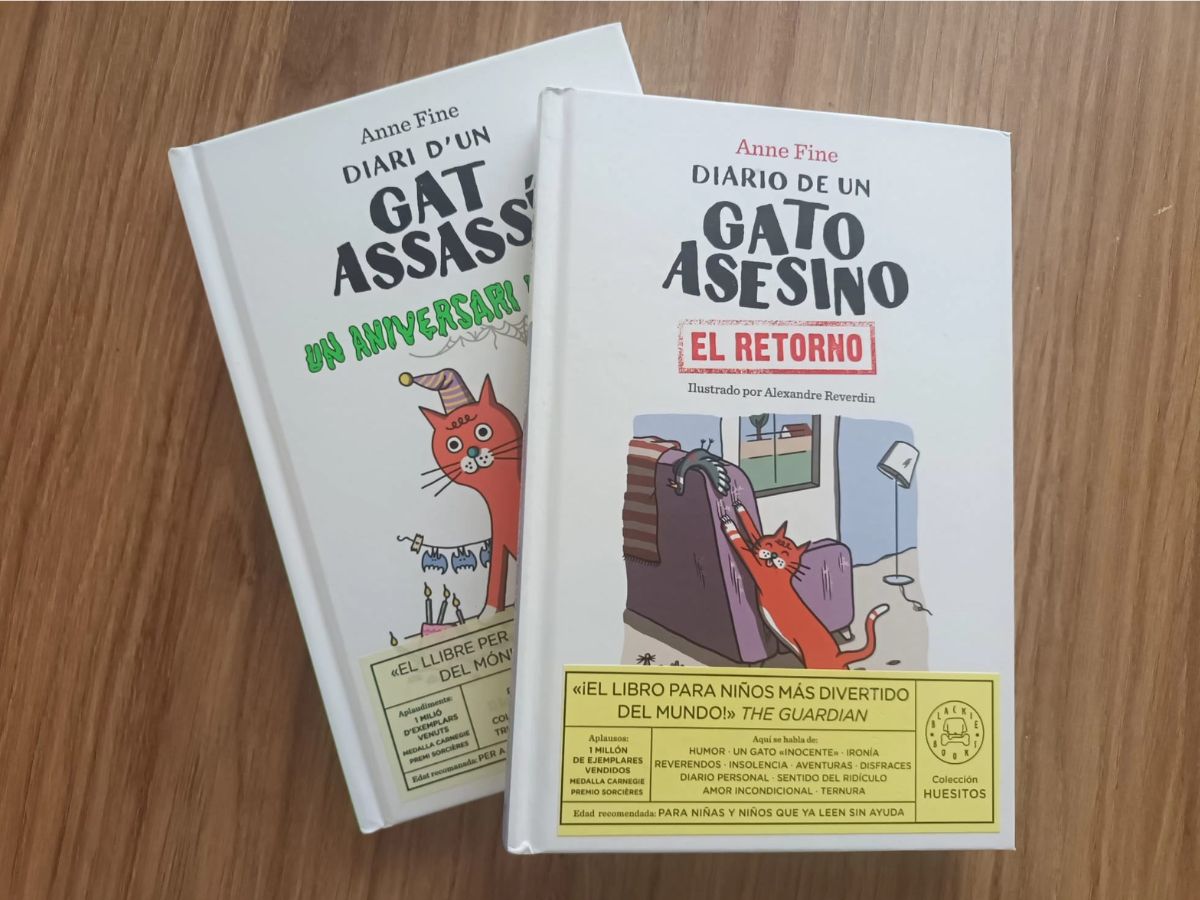 Anne Fine
DIARI D'UN
GAT
ASSASSÍ
UN ANIVERSARI
«EL LLIBRE PER
DEL MÓN
Aplaudiments:
1 MILIÓ
D'EXEMPLARS
VENUTS
MEDALLA CARNEGIE
PREMI SORCIÈRES
Edat recomanada: PER A
Anne Fine
DIARIO DE UN
GATO
ASESINO
EL RETORNO
Ilustrado por Alexandre Reverdin
«¡EL LIBRO PARA NIÑOS MÁS DIVERTIDO
DEL MUNDO!» THE GUARDIAN
Aplausos:
1 MILLÓN
DE EJEMPLARES
VENDIDOS
MEDALLA CARNEGIE
PREMIO SORCIÈRES
Aquí se habla de:
HUMOR · UN GATO «INOCENTE» · IRONÍA
REVERENDOS · INSOLENCIA · AVENTURAS · DISFRACES
DIARIO PERSONAL · SENTIDO DEL RIDÍCULO
AMOR INCONDICIONAL · TERNURA
Edad recomendada: PARA NIÑAS Y NIÑOS QUE YA LEEN SIN AYUDA
BLACKIE BOOKS
Colección
HUESITOS